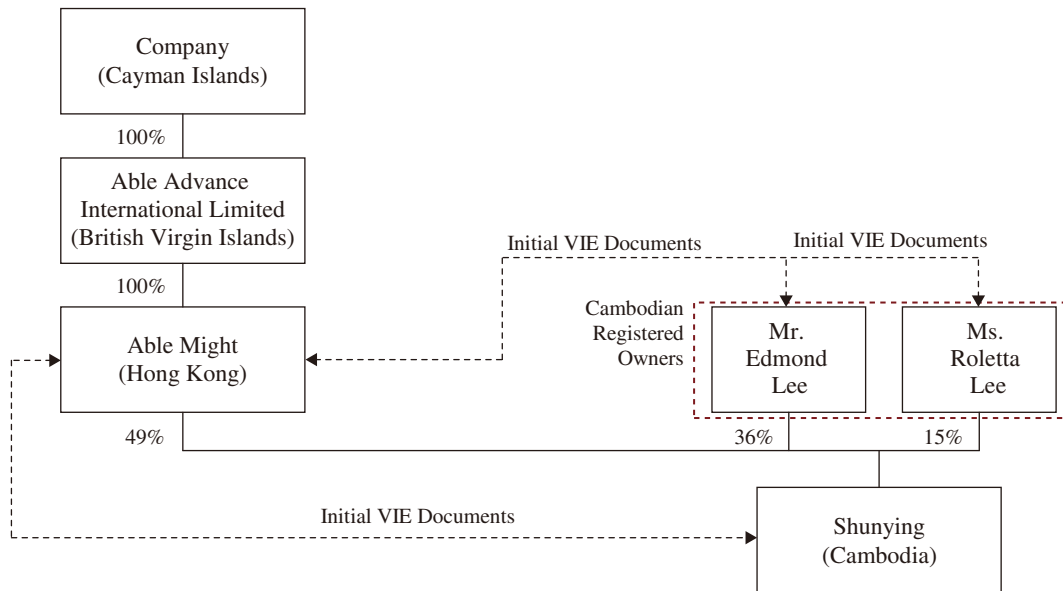 Company
(Cayman Islands)
100%
Able Advance
International Limited
(British Virgin Islands)
100%
Initial VIE Documents
Initial VIE Documents
Able Might
(Hong Kong)
Cambodian
Registered
Owners
Mr.
Edmond
Lee
Ms.
Roletta
Lee
49%
36%
15%
Initial VIE Documents
Shunying
(Cambodia)